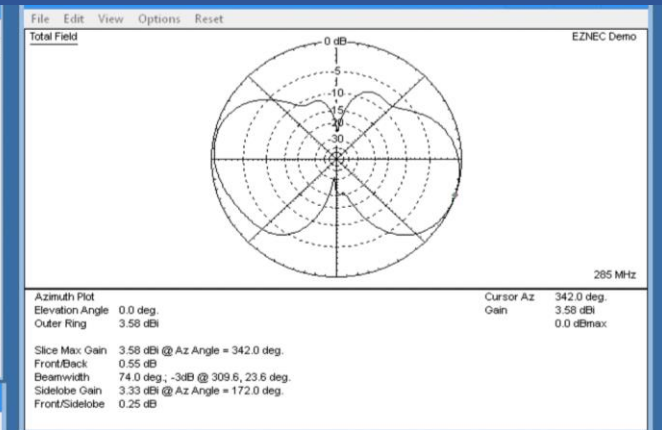 File Edit View Options Reset
Total Field
EZNEC Demo
0 dB
-5
-10
-15
-20
-30
285 MHz
Azimuth Plot
Elevation Angle 0.0 deg.
Outer Ring 3.58 dBi
Cursor Az 342.0 deg.
Gain 3.58 dBi
0.0 dBmax
Slice Max Gain 3.58 dBi @ Az Angle = 342.0 deg.
Front/Back 0.55 dB
Beamwidth 74.0 deg.; -3dB @ 309.6, 23.6 deg.
Sidelobe Gain 3.33 dBi @ Az Angle = 172.0 deg.
Front/Sidelobe 0.25 dB